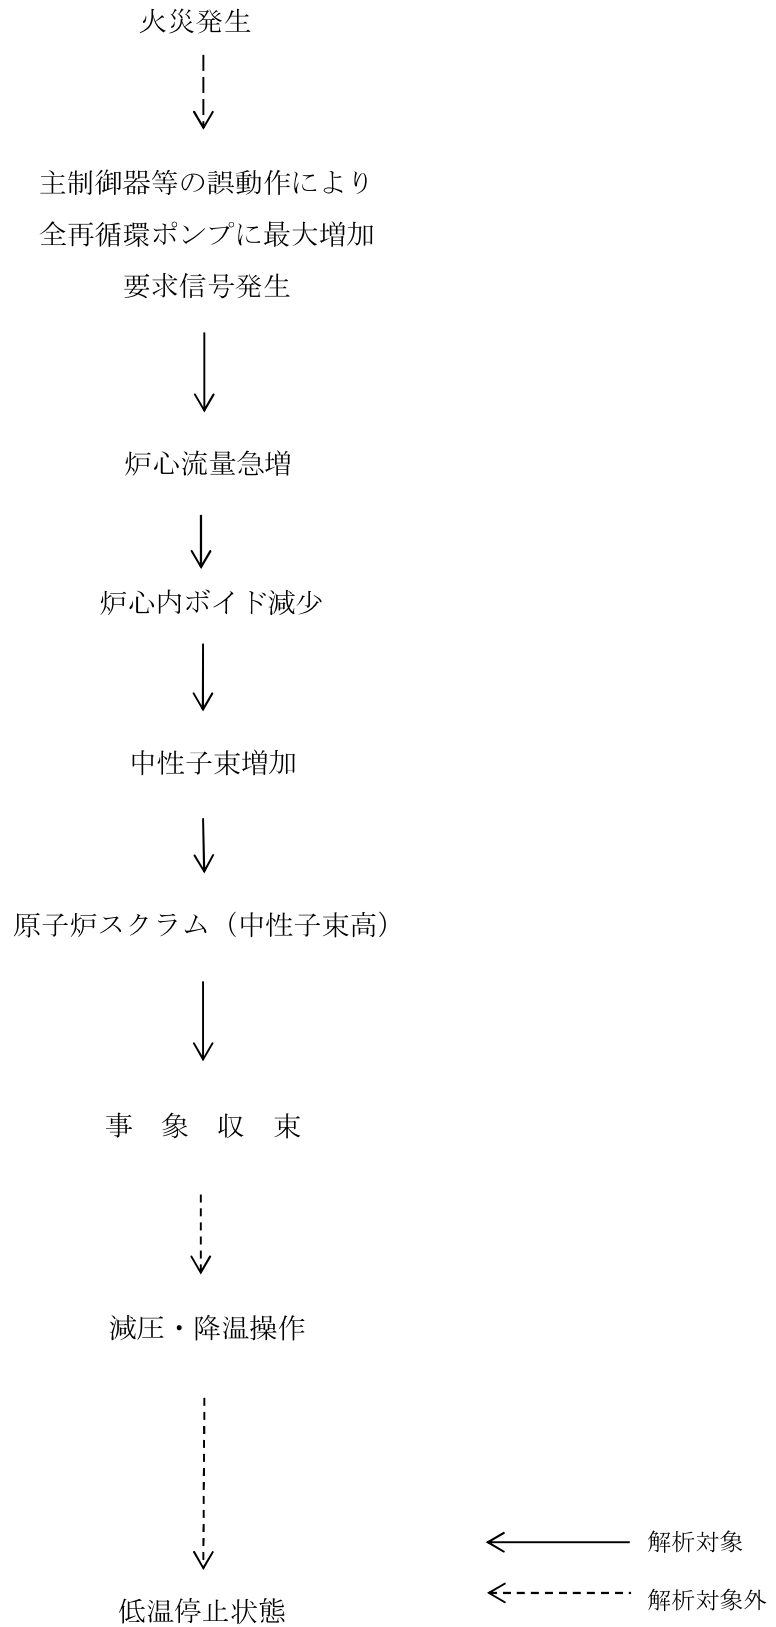 火災発生
主制御器等の誤動作により
全再循環ポンプに最大増加
要求信号発生
炉心流量急増
炉心内ボイド減少
中性子束増加
原子炉スクラム（中性子束高）
事　象　収　束
減圧・降温操作
低温停止状態
解析対象
解析対象外